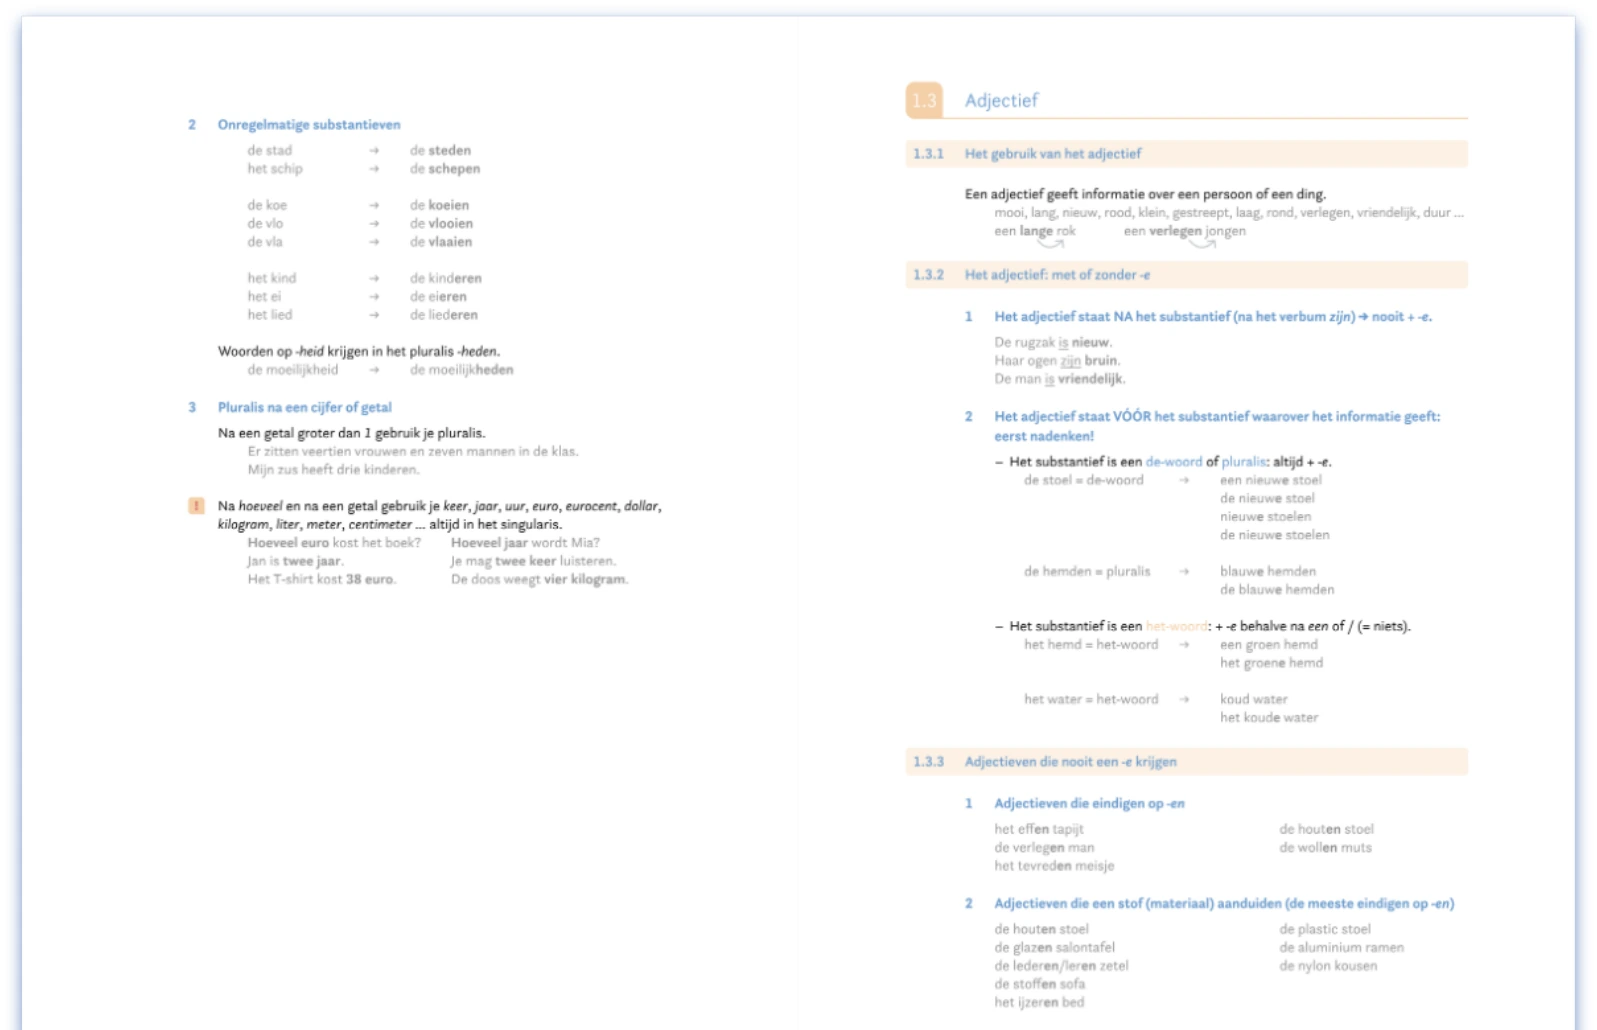 2 Onregelmatige substantieven
de stad → de steden
het schip → de schepen
de koe → de koeien
de vlo → de vlooien
de vla → de vlaaien
het kind → de kinderen
het ei → de eieren
het lied → de liederen
Woorden op -heid krijgen in het pluralis -heden.
de moeilijkheid → de moeilijkheden
3 Pluralis na een cijfer of getal
Na een getal groter dan 1 gebruik je pluralis.
Er zitten veertien vrouwen en zeven mannen in de klas.
Mijn zus heeft drie kinderen.
! Na hoeveel en na een getal gebruik je keer, jaar, uur, euro, eurocent, dollar,
kilogram, liter, meter, centimeter ... altijd in het singularis.
Hoeveel euro kost het boek? Hoeveel jaar wordt Mia?
Jan is twee jaar. Je mag twee keer luisteren.
Het T-shirt kost 38 euro. De doos weegt vier kilogram.
1.3 Adjectief
1.3.1 Het gebruik van het adjectief
Een adjectief geeft informatie over een persoon of een ding.
mooi, lang, nieuw, rood, klein, gestreept, laag, rond, verlegen, vriendelijk, duur ...
een lange rok een verlegen jongen
1.3.2 Het adjectief: met of zonder -e
1 Het adjectief staat NA het substantief (na het verbum zijn) → nooit + -e.
De rugzak is nieuw.
Haar ogen zijn bruin.
De man is vriendelijk.
2 Het adjectief staat VÓÓR het substantief waarover het informatie geeft:
eerst nadenken!
– Het substantief is een de-woord of pluralis: altijd + -e.
de stoel = de-woord → een nieuwe stoel
de nieuwe stoel
nieuwe stoelen
de nieuwe stoelen
de hemden = pluralis → blauwe hemden
de blauwe hemden
– Het substantief is een het-woord: + -e behalve na een of / (= niets).
het hemd = het-woord → een groen hemd
het groene hemd
het water = het-woord → koud water
het koude water
1.3.3 Adjectieven die nooit een -e krijgen
1 Adjectieven die eindigen op -en
het effen tapijt de houten stoel
de verlegen man de wollen muts
het tevreden meisje
2 Adjectieven die een stof (materiaal) aanduiden (de meeste eindigen op -en)
de houten stoel de plastic stoel
de glazen salontafel de aluminium ramen
de lederen/leren zetel de nylon kousen
de stoffen sofa
het ijzeren bed